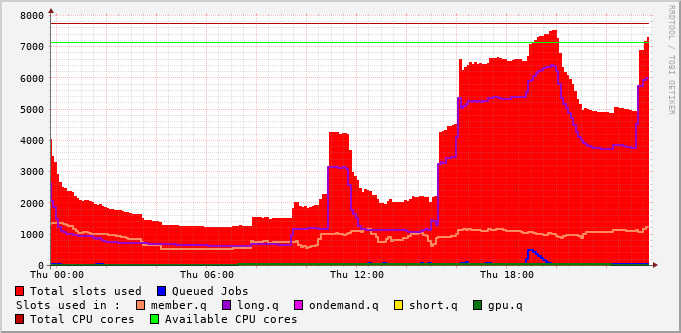 8000
7000
6000
5000
4000
3000
2000
1000
0
Thu 00:00 Thu 06:00 Thu 12:00 Thu 18:00
RRDTOOL / TOBI OETIKER
Total slots used Queued Jobs
Slots used in : member.q long.q ondemand.q short.q gpu.q
Total CPU cores Available CPU cores